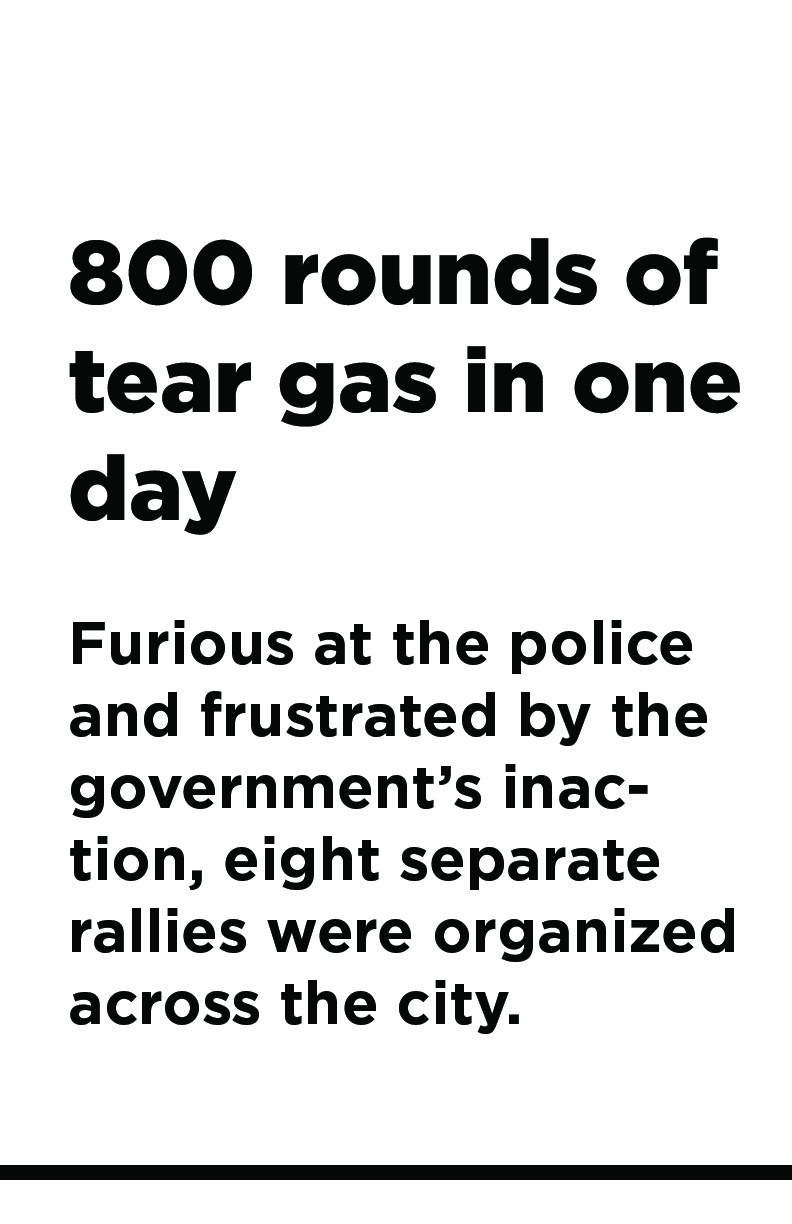 800 rounds of
tear gas in one
day
Furious at the police
and frustrated by the
government’s inac-
tion, eight separate
rallies were organized
across the city.